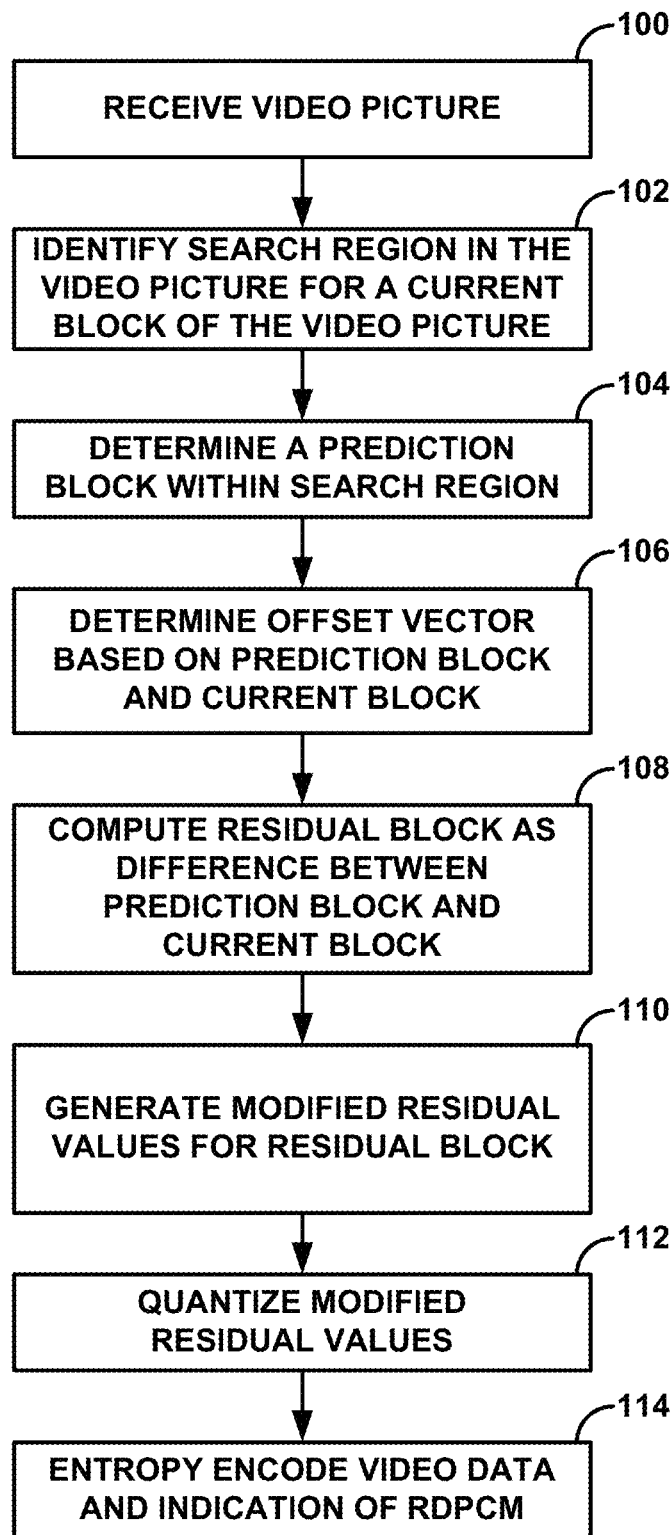 100
RECEIVE VIDEO PICTURE
102
IDENTIFY SEARCH REGION IN THE
VIDEO PICTURE FOR A CURRENT
BLOCK OF THE VIDEO PICTURE
104
DETERMINE A PREDICTION
BLOCK WITHIN SEARCH REGION
106
DETERMINE OFFSET VECTOR
BASED ON PREDICTION BLOCK
AND CURRENT BLOCK
108
COMPUTE RESIDUAL BLOCK AS
DIFFERENCE BETWEEN
PREDICTION BLOCK AND
CURRENT BLOCK
110
GENERATE MODIFIED RESIDUAL
VALUES FOR RESIDUAL BLOCK
112
QUANTIZE MODIFIED
RESIDUAL VALUES
114
ENTROPY ENCODE VIDEO DATA
AND INDICATION OF RDPCM